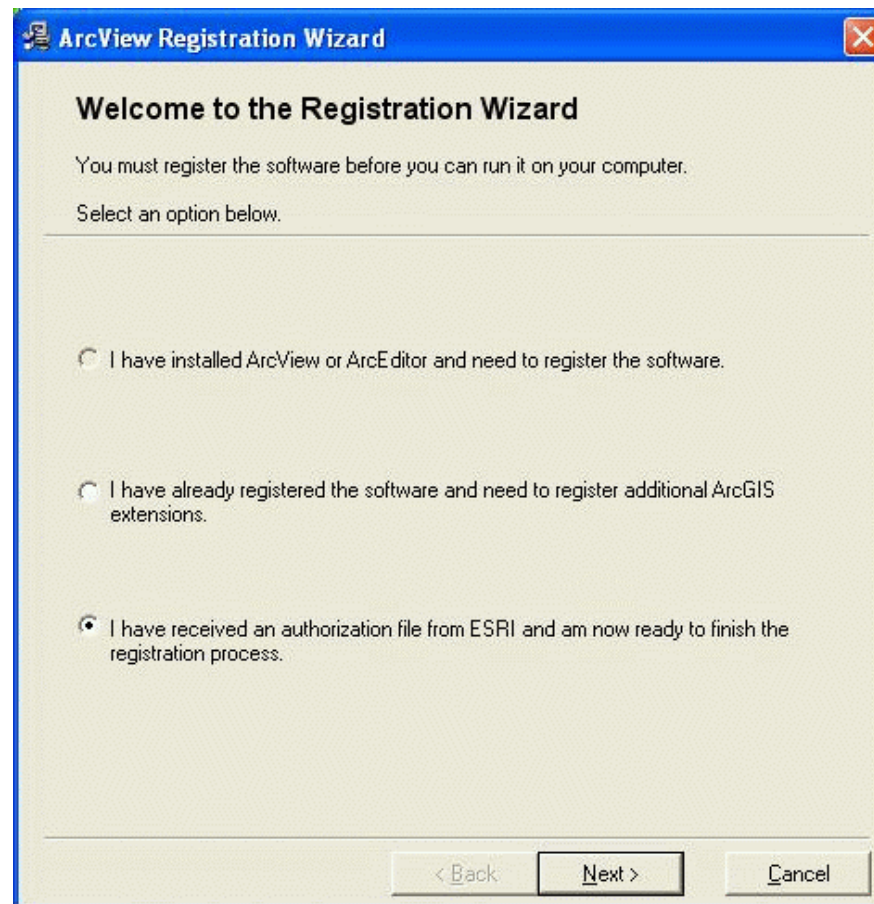 ArcView Registration Wizard
Welcome to the Registration Wizard
You must register the software before you can run it on your computer.
Select an option below.
I have installed ArcView or ArcEditor and need to register the software.
I have already registered the software and need to register additional ArcGIS
extensions.
I have received an authorization file from ESRI and am now ready to finish the
registration process.
< Back
Next >
Cancel